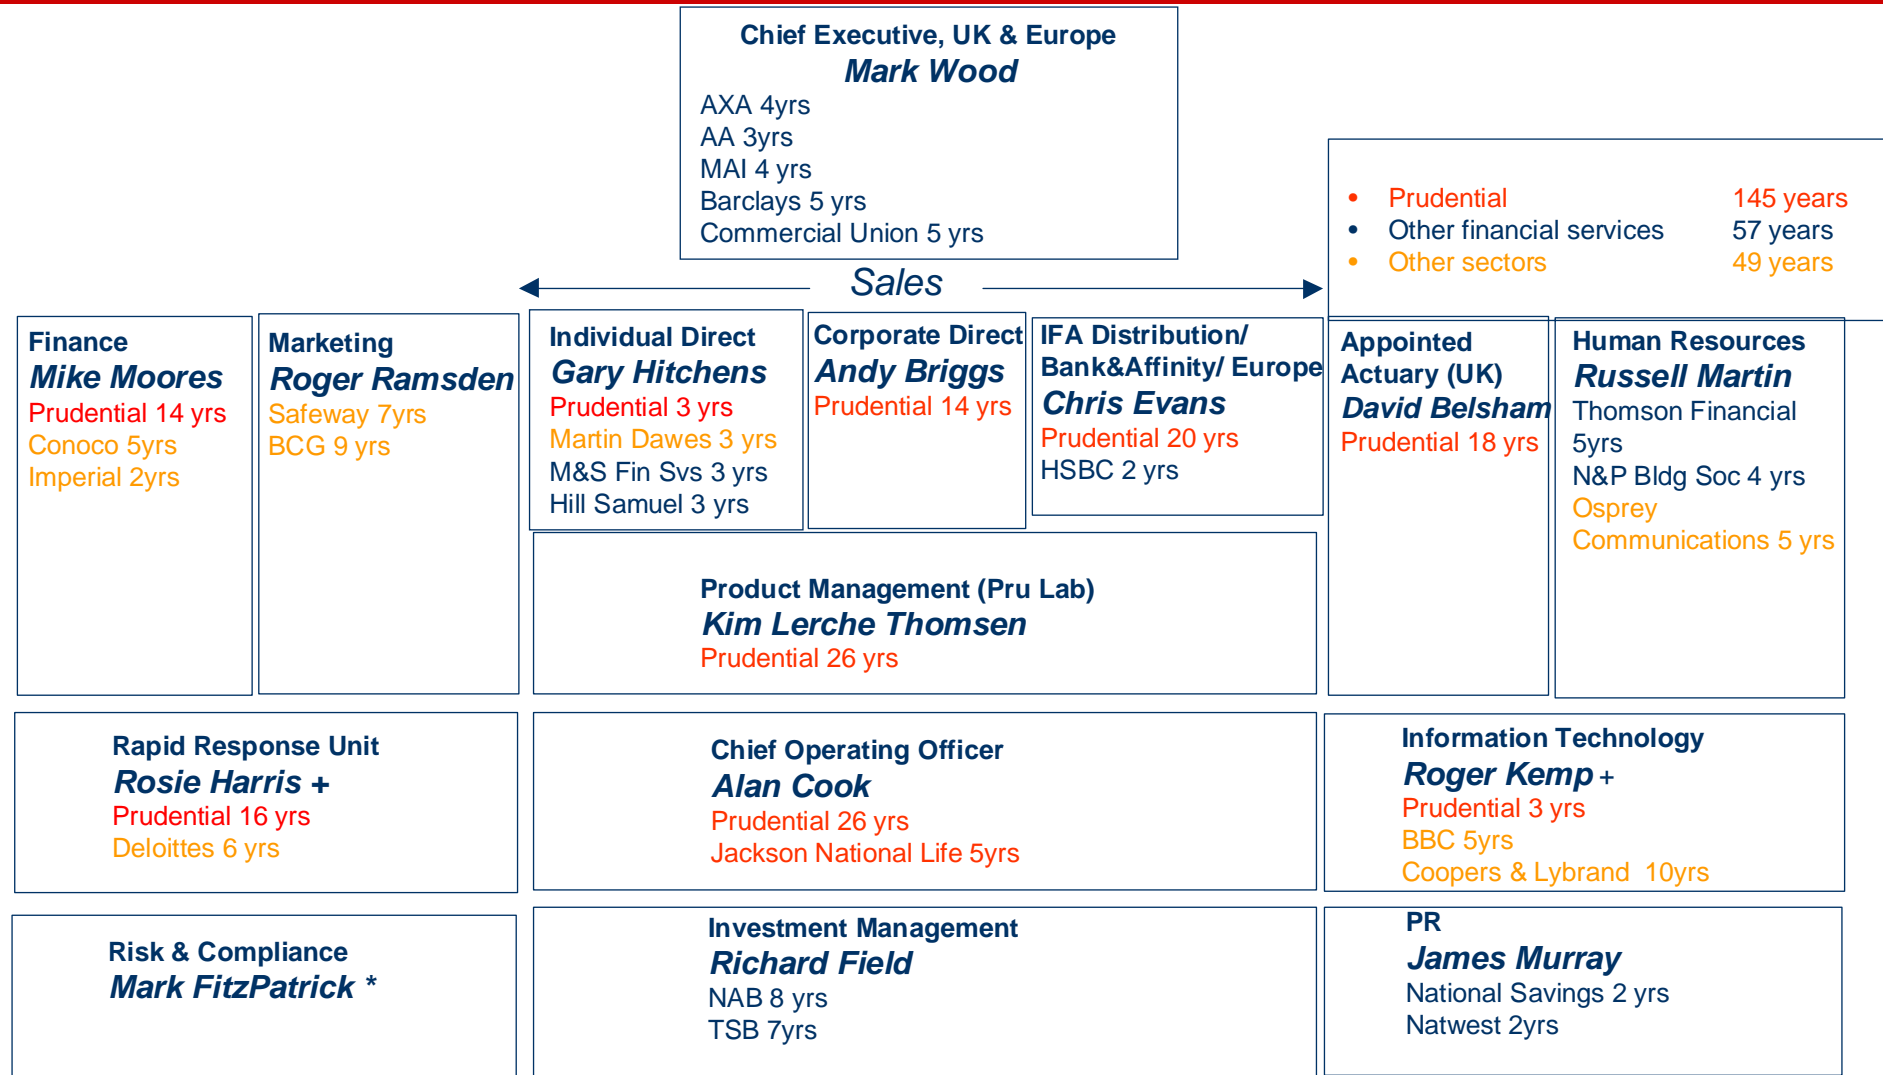 Chief Executive, UK & Europe
Mark Wood
AXA 4yrs
AA 3yrs
MAI 4 yrs
Barclays 5 yrs
Commercial Union 5 yrs
• Prudential 145 years
• Other financial services 57 years
• Other sectors 49 years
Sales
Finance
Mike Moores
Prudential 14 yrs
Conoco 5yrs
Imperial 2yrs
Marketing
Roger Ramsden
Safeway 7yrs
BCG 9 yrs
Individual Direct
Gary Hitchens
Prudential 3 yrs
Martin Dawes 3 yrs
M&S Fin Svs 3 yrs
Hill Samuel 3 yrs
Corporate Direct
Andy Briggs
Prudential 14 yrs
IFA Distribution/
Bank&Affinity/ Europe
Chris Evans
Prudential 20 yrs
HSBC 2 yrs
Appointed
Actuary (UK)
David Belsham
Prudential 18 yrs
Human Resources
Russell Martin
Thomson Financial
5yrs
N&P Bldg Soc 4 yrs
Osprey
Communications 5 yrs
Product Management (Pru Lab)
Kim Lerche Thomsen
Prudential 26 yrs
Rapid Response Unit
Rosie Harris +
Prudential 16 yrs
Deloittes 6 yrs
Chief Operating Officer
Alan Cook
Prudential 26 yrs
Jackson National Life 5yrs
Information Technology
Roger Kemp +
Prudential 3 yrs
BBC 5yrs
Coopers & Lybrand 10yrs
Risk & Compliance
Mark FitzPatrick *
Investment Management
Richard Field
NAB 8 yrs
TSB 7yrs
PR
James Murray
National Savings 2 yrs
Natwest 2yrs